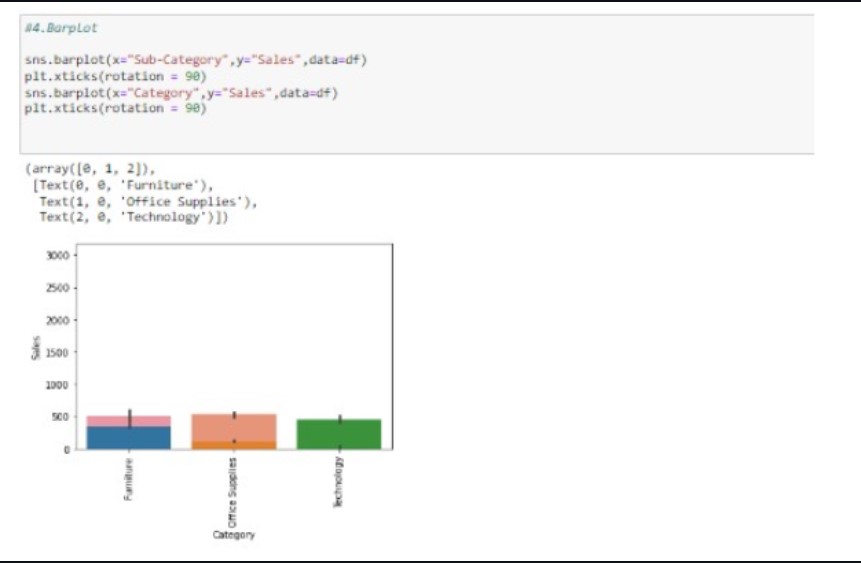 #4.BarpLot
sns.barplot(x="Sub-Category",y="Sales",data=df)
plt.xticks(rotation = 90)
sns.barplot(x="Category",y="Sales",data=df)
plt.xticks(rotation = 90)
(array([0, 1, 2]),
[Text(0, 0, 'Furniture'),
Text(1, 0, 'Office Supplies'),
Text(2, 0, 'Technology')])
3000
2500
2000
1500
1000
500
0
Sales
Furniture
Office Supplies
Technology
Category